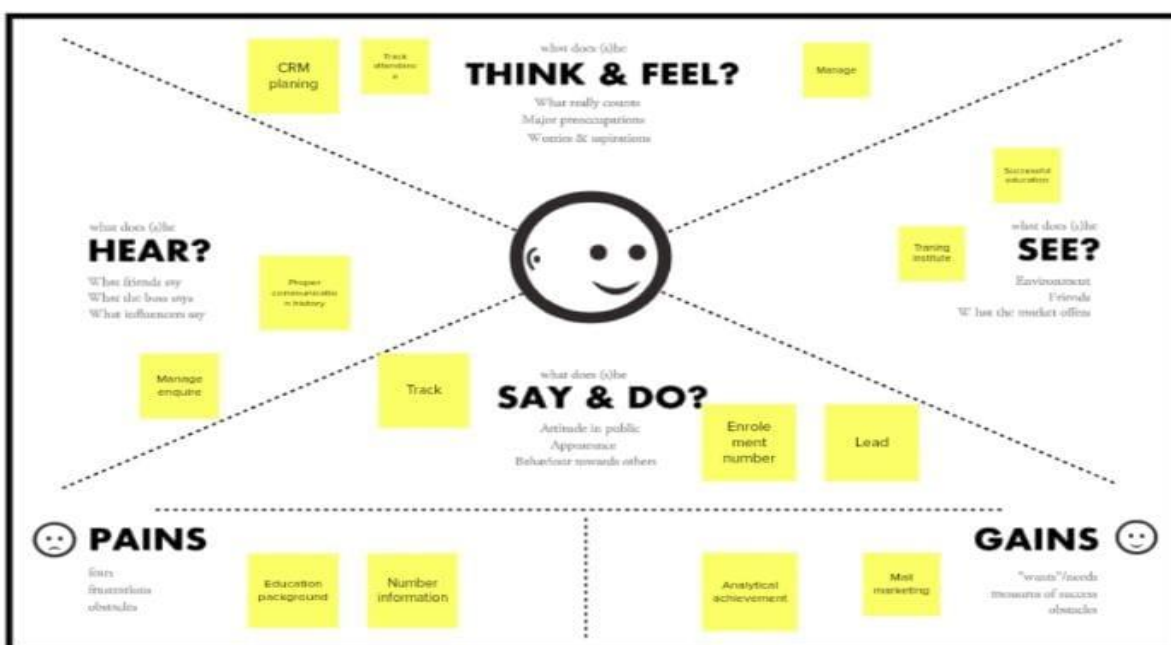 CRM
planing
Track
attendanc
e
what does (s)he
THINK & FEEL?
What really counts
Major preoccupations
Worries & aspirations
Manage
what does (s)he
HEAR?
What friends say
What the boss says
What influencers say
Proper
communicatio
n history
Manage
enquire
Successful
education
Traning
institute
what does (s)he
SEE?
Environment
Friends
W hat the market offers
Track
what does (s)he
SAY & DO?
Attitude in public
Appearance
Behaviour towards others
Enrole
ment
number
Lead
PAINS
fears
frustrations
obstacles
Education
background
Number
information
Analytical
achievement
Mail
marketing
GAINS
"wants"/needs
measures of success
obstacles